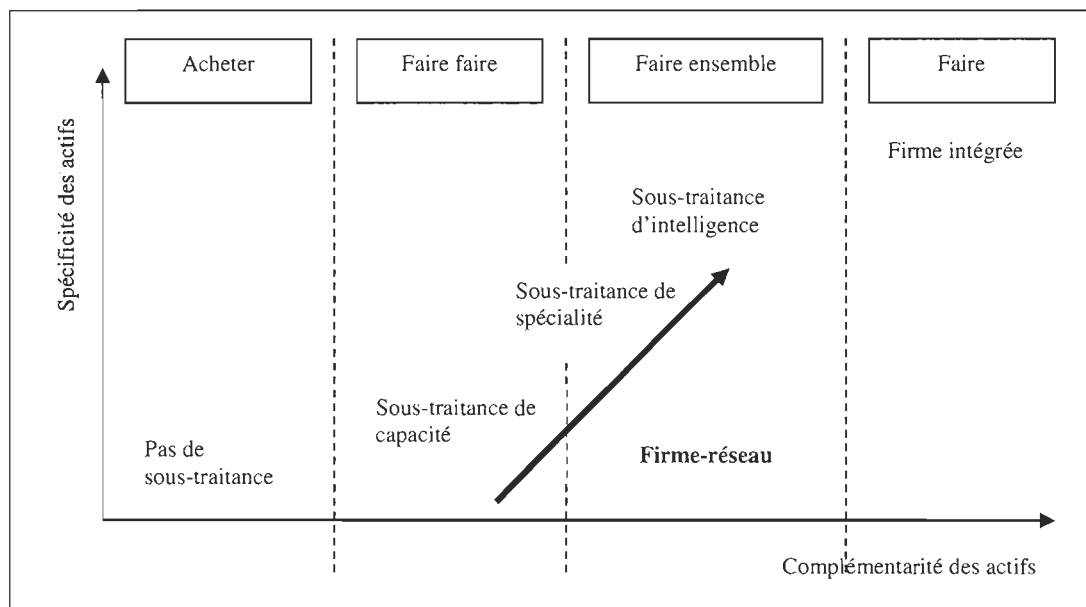 Acheter
Faire faire
Faire ensemble
Faire
Spécificité des actifs
Firme intégrée
Sous-traitance
d'intelligence
Sous-traitance de
spécialité
Sous-traitance de
capacité
Pas de
sous-traitance
Firme-réseau
Complémentarité des actifs